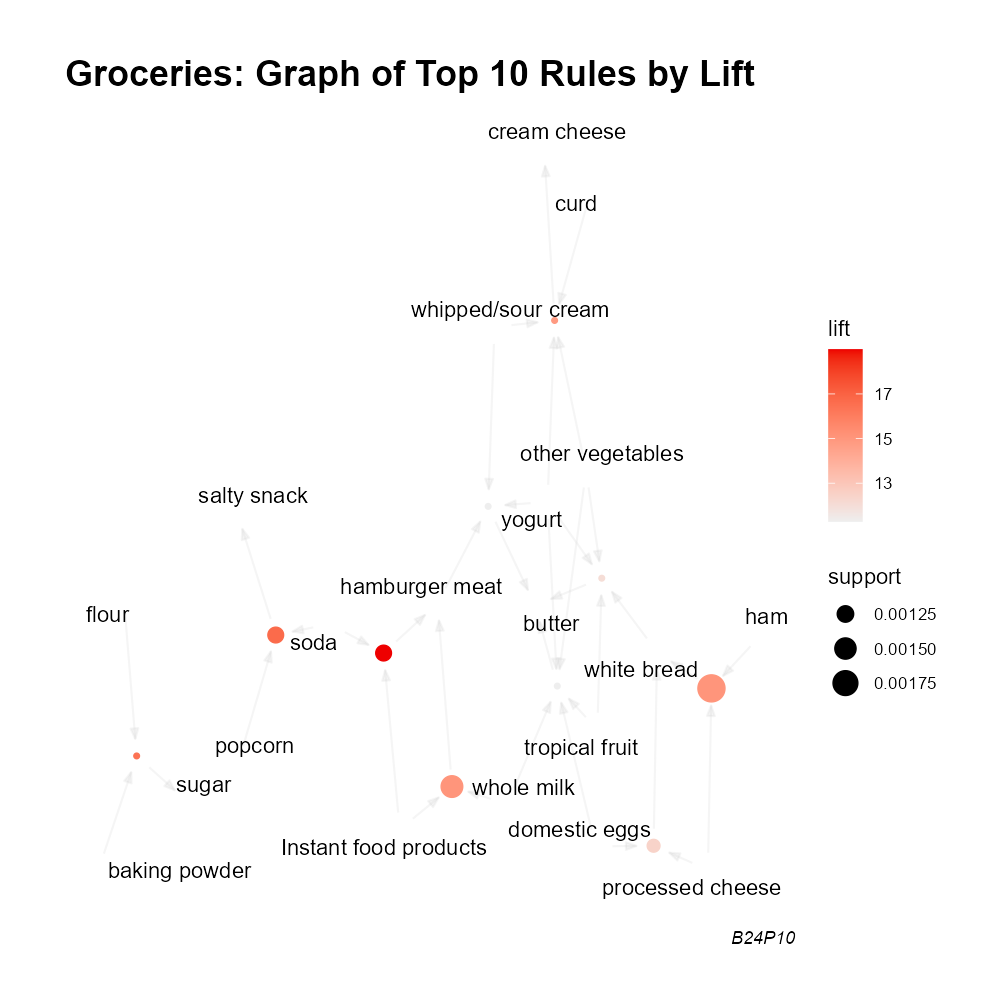 Groceries: Graph of Top 10 Rules by Lift
cream cheese
curd
whipped/sour cream
other vegetables
salty snack
yogurt
hamburger meat
flour
butter
ham
soda
white bread
popcorn
tropical fruit
sugar
whole milk
domestic eggs
Instant food products
baking powder
processed cheese
lift
17
15
13
support
0.00125
0.00150
0.00175
B24P10